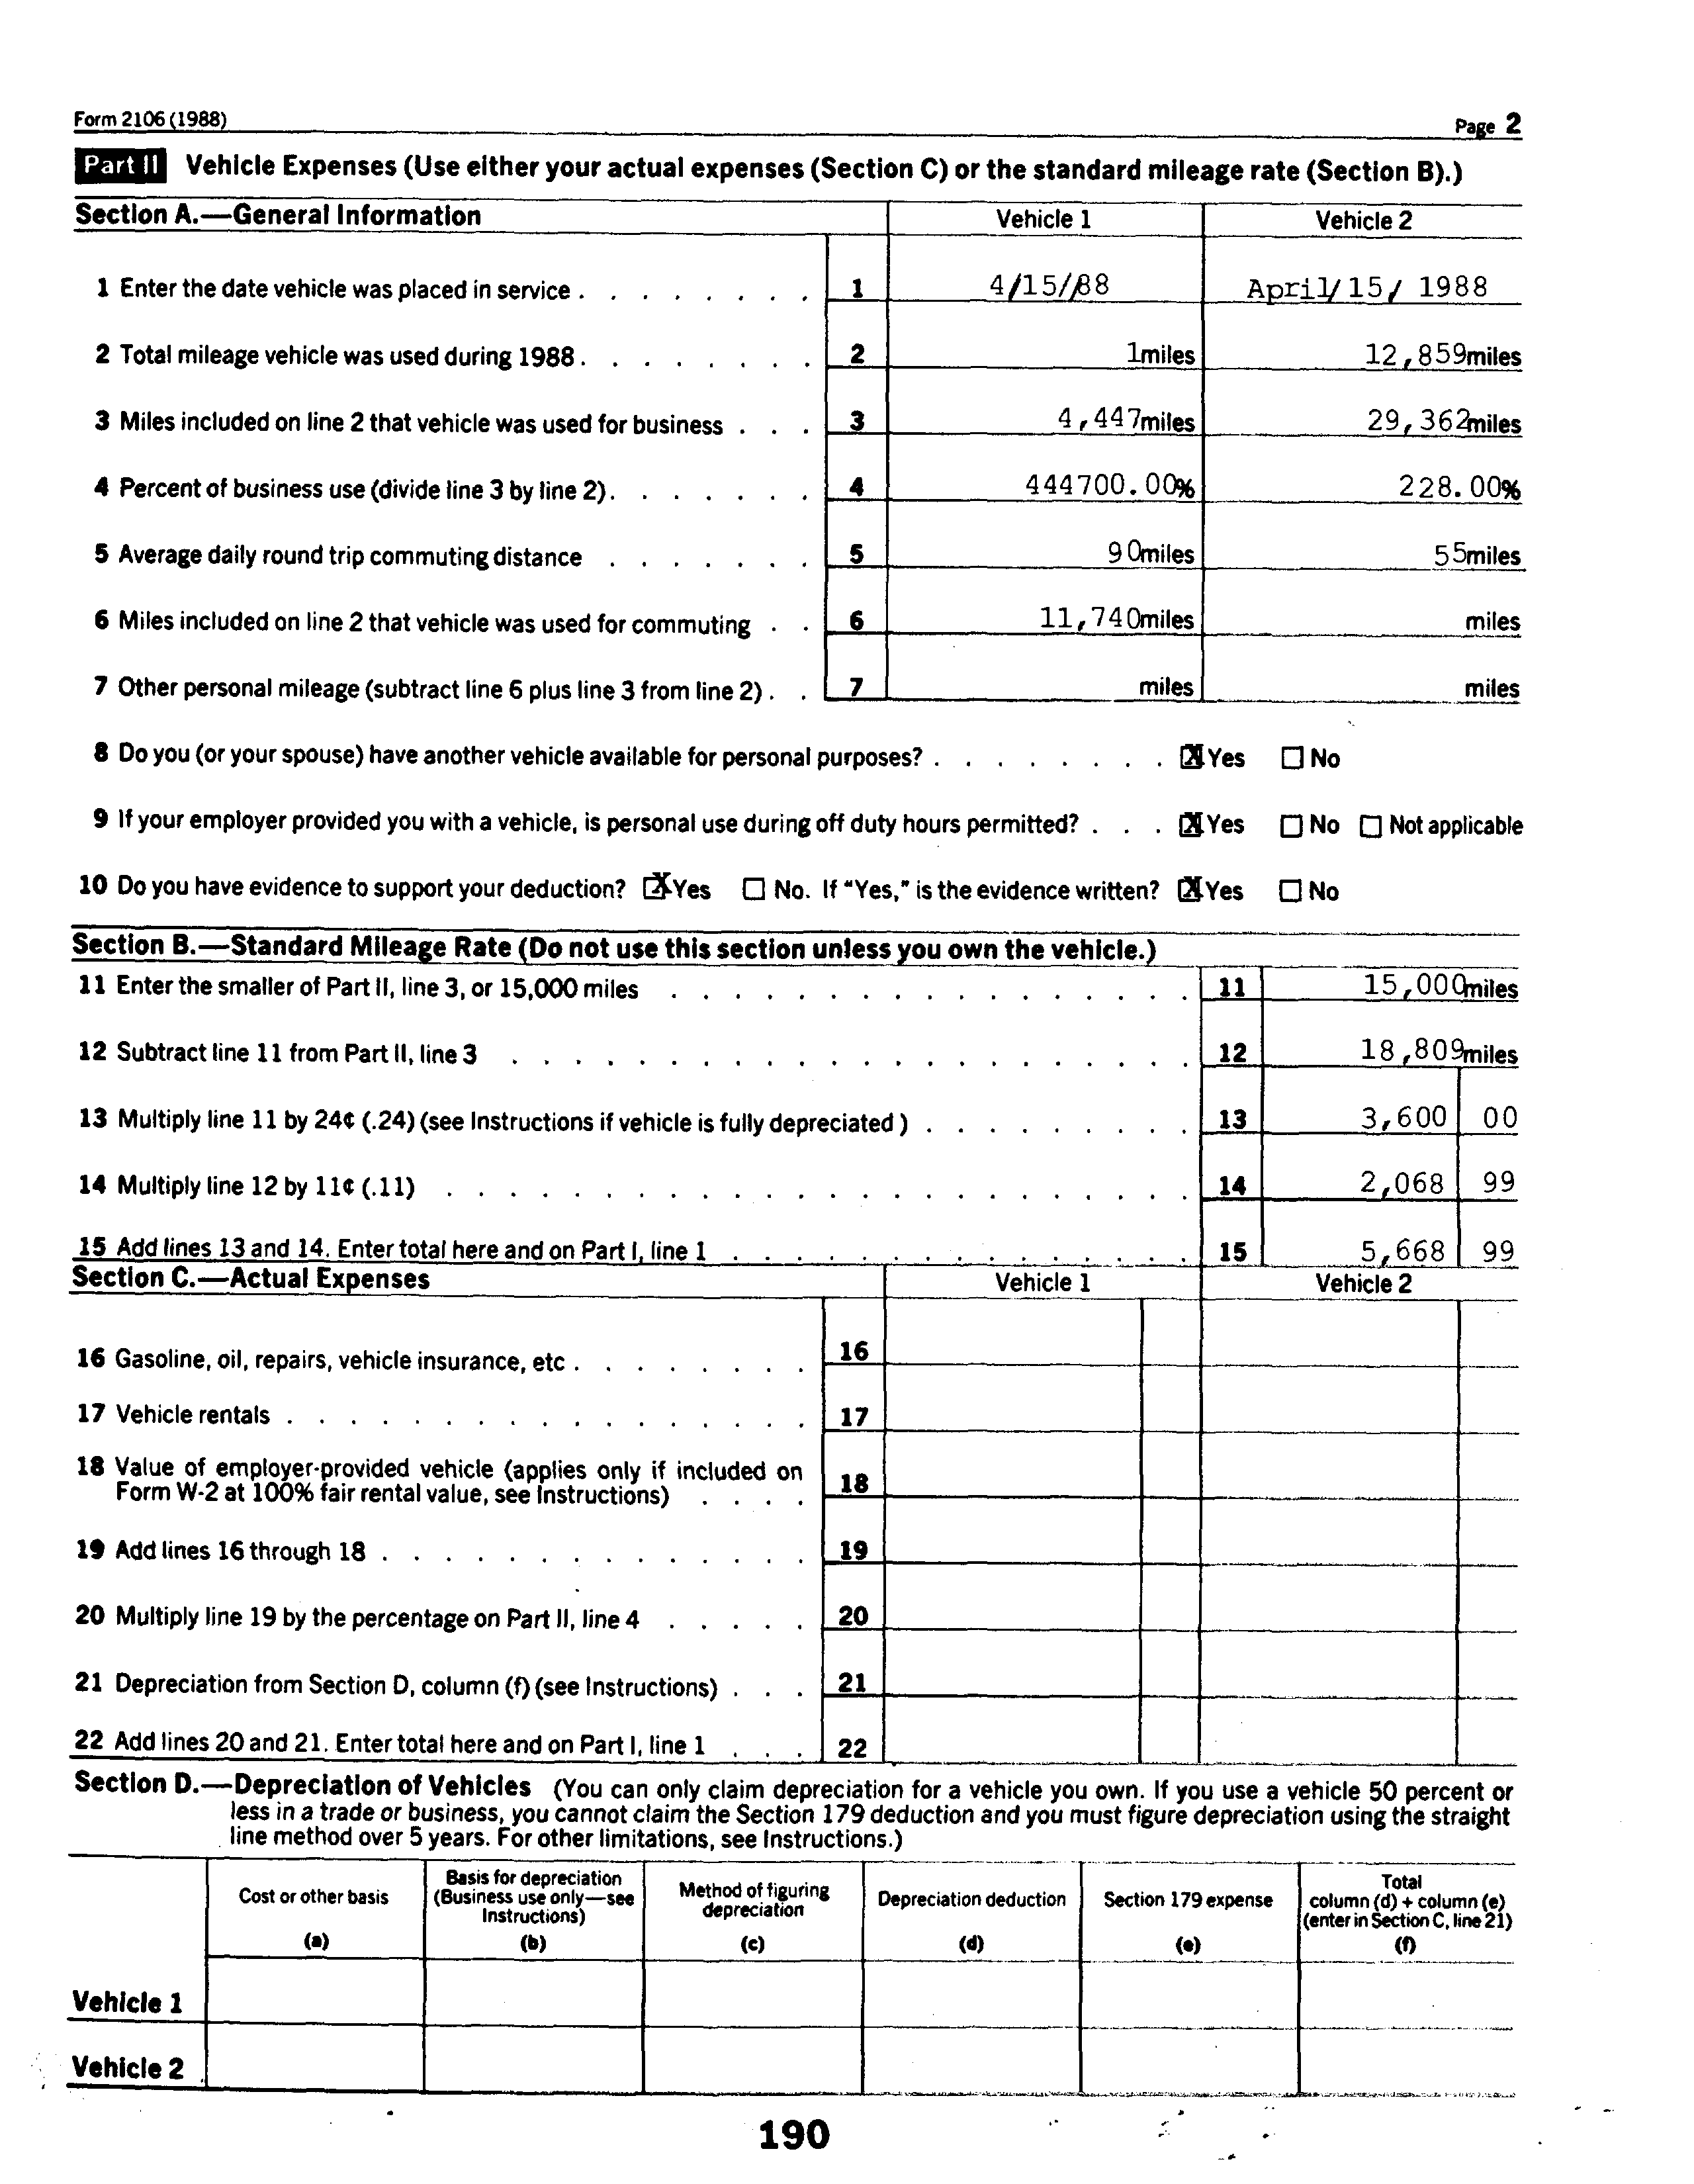 Form 2106 (1988)
Page 2
Part II Vehicle Expenses (Use either your actual expenses (Section C) or the standard mileage rate (Section B).)
Section A.—General Information Vehicle 1 Vehicle 2
1 Enter the date vehicle was placed in service . . . . . . . . 1 4/15/88 April/ 15/ 1988
2 Total mileage vehicle was used during 1988 . . . . . . . . 2 1miles 12,859miles
3 Miles included on line 2 that vehicle was used for business . . . 3 4,447miles 29,362miles
4 Percent of business use (divide line 3 by line 2) . . . . . . . 4 444700.00% 228.00%
5 Average daily round trip commuting distance . . . . . . . 5 90miles 55miles
6 Miles included on line 2 that vehicle was used for commuting . . 6 11,740miles miles
7 Other personal mileage (subtract line 6 plus line 3 from line 2) . . 7 miles miles
8 Do you (or your spouse) have another vehicle available for personal purposes? . . . . . . . . X Yes No
9 If your employer provided you with a vehicle, is personal use during off duty hours permitted? . . . X Yes No Not applicable
10 Do you have evidence to support your deduction? X Yes No. If "Yes," is the evidence written? X Yes No
Section B.—Standard Mileage Rate (Do not use this section unless you own the vehicle.)
11 Enter the smaller of Part II, line 3, or 15,000 miles . . . . . . . . . . . . . . . . . 11 15,000miles
12 Subtract line 11 from Part II, line 3 . . . . . . . . . . . . . . . . . . . . . . 12 18,809miles
13 Multiply line 11 by 24¢ (.24) (see Instructions if vehicle is fully depreciated ) . . . . . . . . . 13 3,600 00
14 Multiply line 12 by 11¢ (.11) . . . . . . . . . . . . . . . . . . . . . . . . 14 2,068 99
15 Add lines 13 and 14. Enter total here and on Part I, line 1 . . . . . . . . . . . . . . . 15 5,668 99
Section C.—Actual Expenses Vehicle 1 Vehicle 2
16 Gasoline, oil, repairs, vehicle insurance, etc . . . . . . . . 16
17 Vehicle rentals . . . . . . . . . . . . . . . . . 17
18 Value of employer-provided vehicle (applies only if included on
Form W-2 at 100% fair rental value, see Instructions) . . . . 18
19 Add lines 16 through 18 . . . . . . . . . . . . . . 19
20 Multiply line 19 by the percentage on Part II, line 4 . . . . . 20
21 Depreciation from Section D, column (f) (see Instructions) . . . 21
22 Add lines 20 and 21. Enter total here and on Part I, line 1 . . . 22
Section D.—Depreciation of Vehicles (You can only claim depreciation for a vehicle you own. If you use a vehicle 50 percent or
less in a trade or business, you cannot claim the Section 179 deduction and you must figure depreciation using the straight
line method over 5 years. For other limitations, see Instructions.)
Cost or other basis
(a)
Basis for depreciation
(Business use only—see
Instructions)
(b)
Method of figuring
depreciation
(c)
Depreciation deduction
(d)
Section 179 expense
(e)
Total
column (d) + column (e)
(enter in Section C, line 21)
(f)
Vehicle 1
Vehicle 2
190